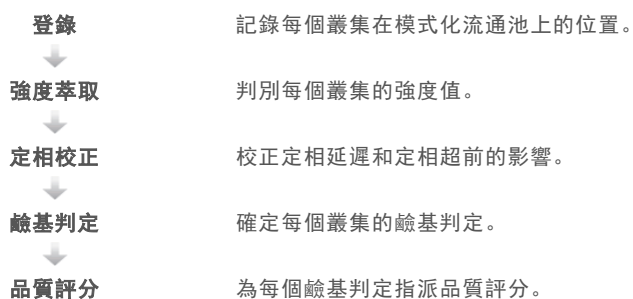 登錄 記錄每個叢集在模式化流通池上的位置。
強度萃取 判別每個叢集的強度值。
定相校正 校正定相延遲和定相超前的影響。
鹼基判定 確定每個叢集的鹼基判定。
品質評分 為每個鹼基判定指派品質評分。